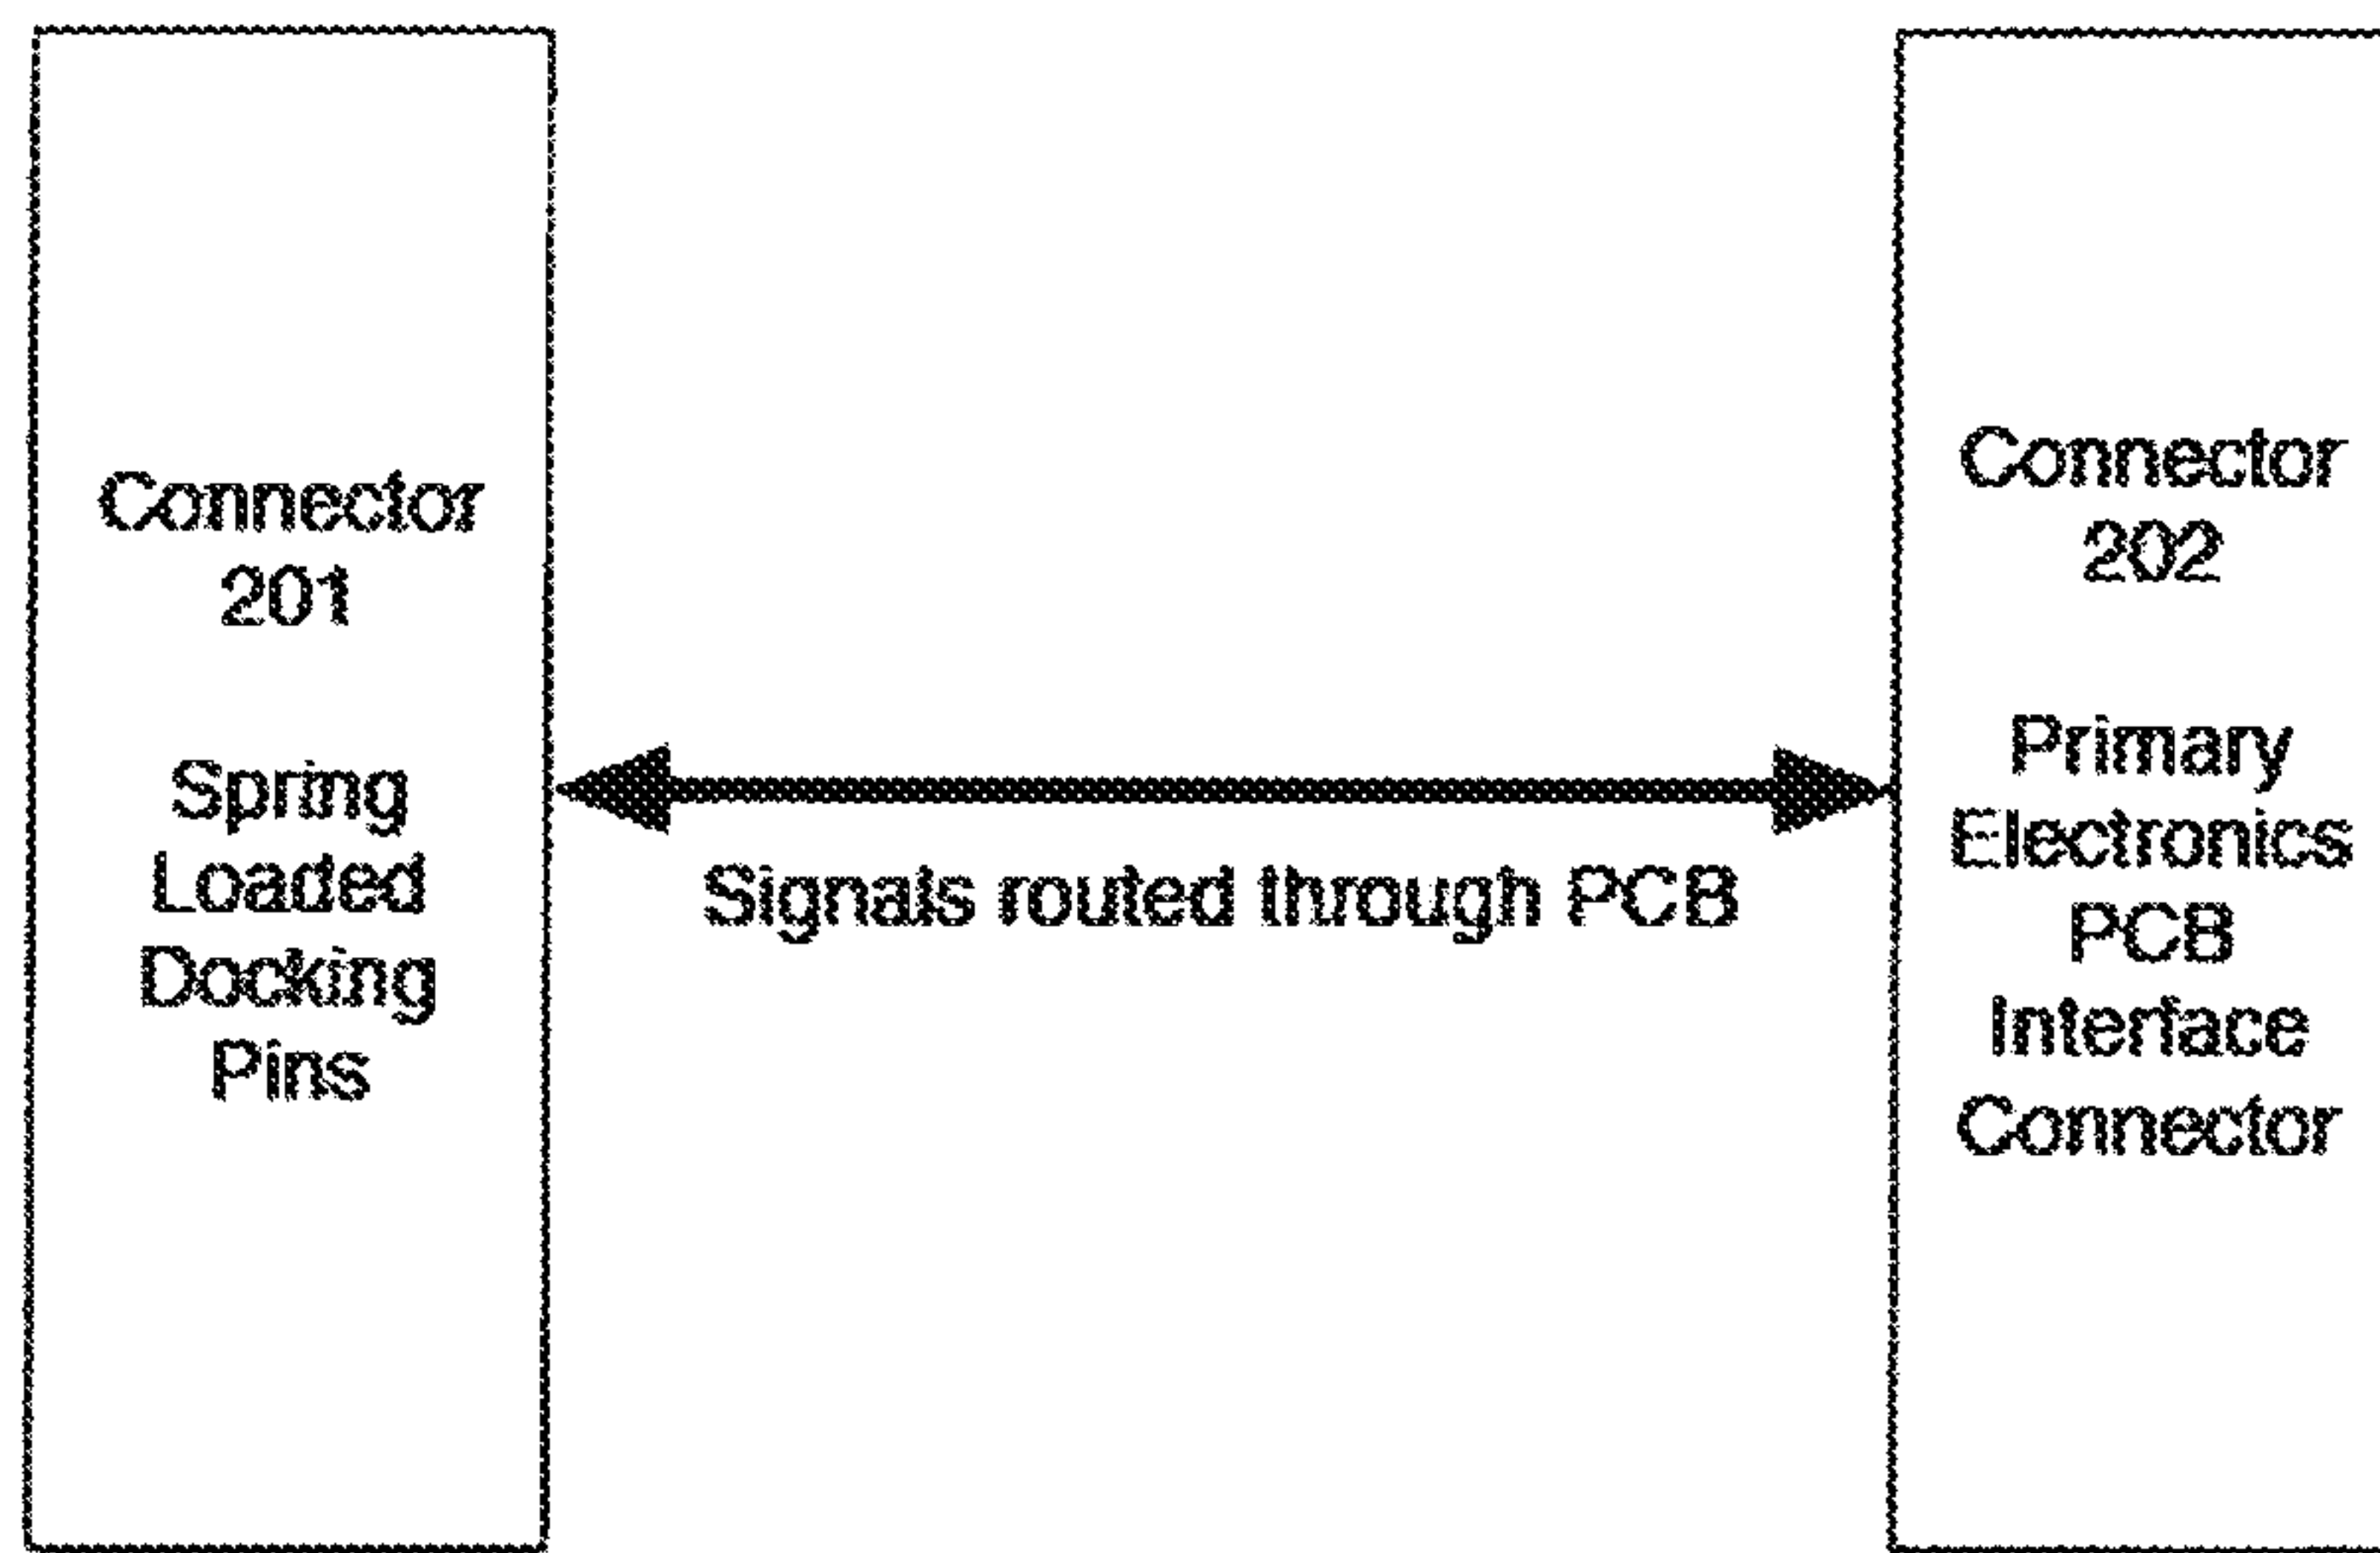 Connector
201
Spring
Loaded
Docking
Pins
Signals routed through PCB
Connector
202
Primary
Electronics
PCB
Interface
Connector